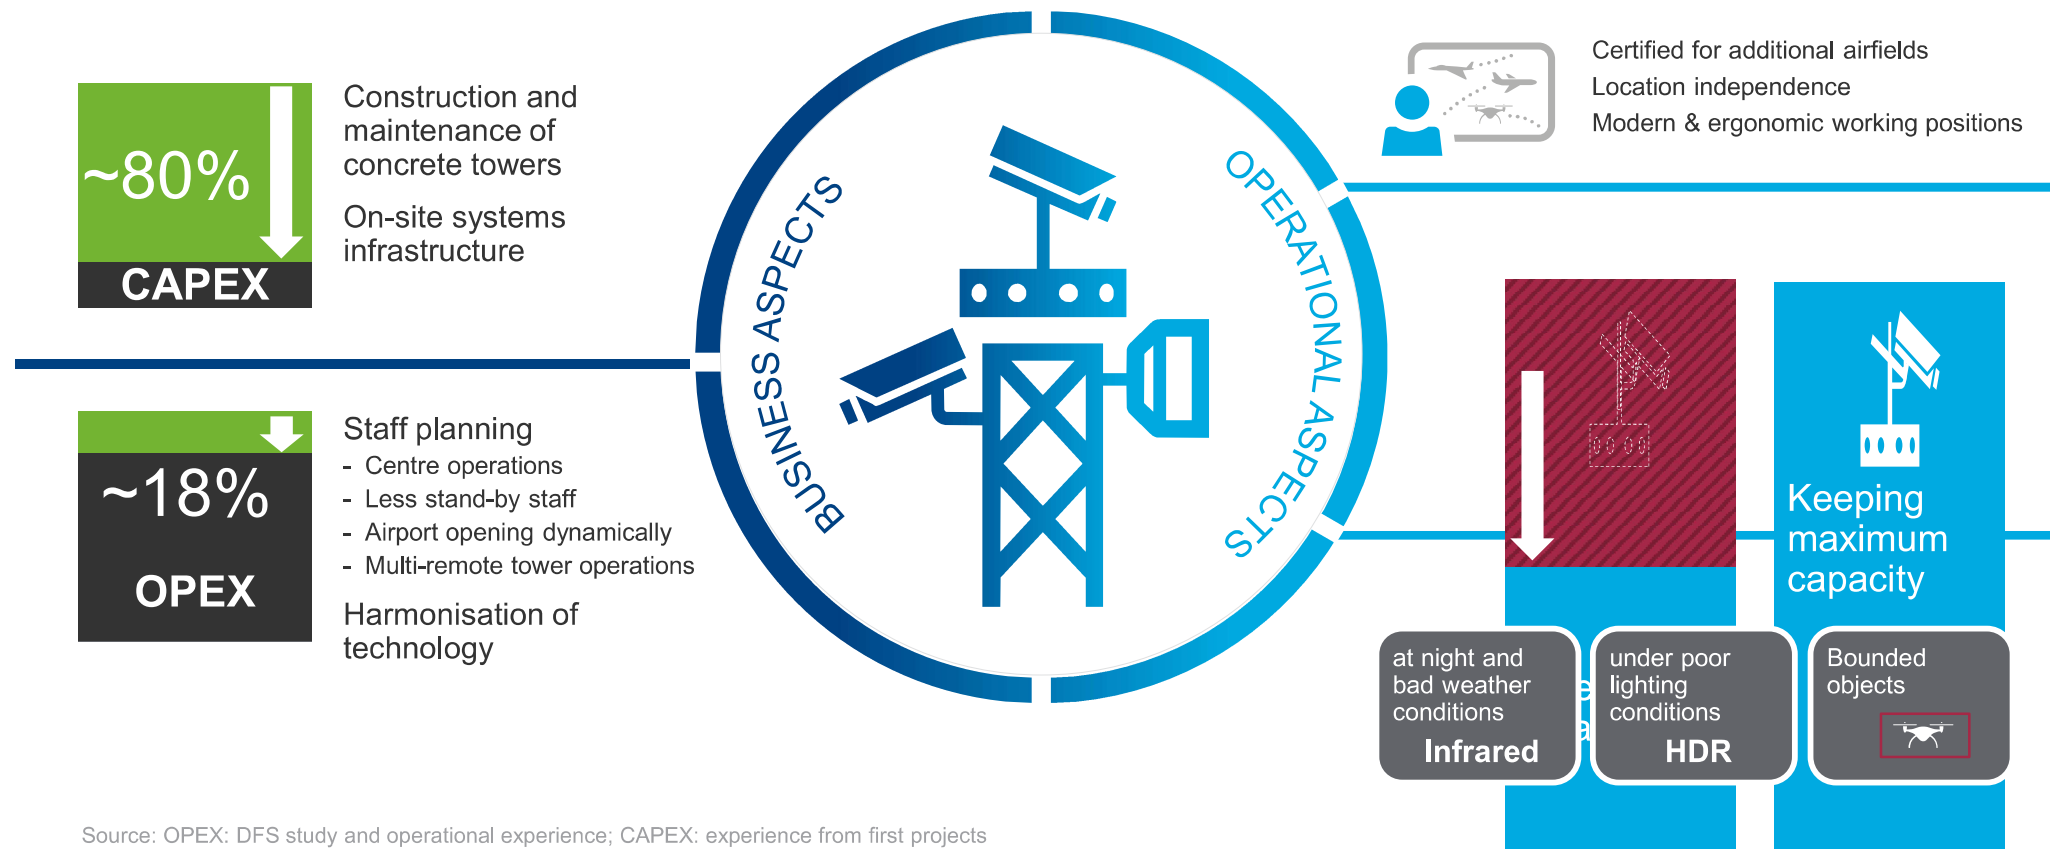 ~80%
CAPEX
Construction and
maintenance of
concrete towers
On-site systems
infrastructure
~18%
OPEX
Staff planning
- Centre operations
- Less stand-by staff
- Airport opening dynamically
- Multi-remote tower operations
Harmonisation of
technology
BUSINESS ASPECTS
OPERATIONAL ASPECTS
Certified for additional airfields
Location independence
Modern & ergonomic working positions
Keeping
maximum
capacity
at night and
bad weather
conditions
Infrared
under poor
lighting
conditions
HDR
Bounded
objects
Source: OPEX: DFS study and operational experience; CAPEX: experience from first projects